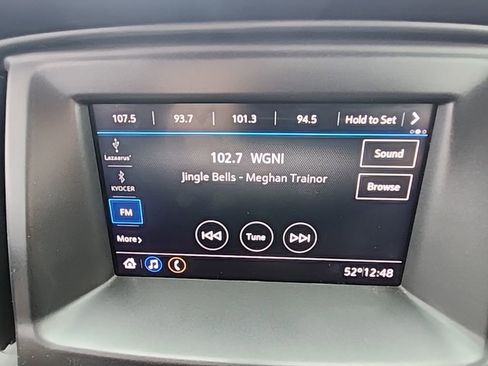 107.5 93.7 101.3 94.5 Hold to Set
Lazaarus'
102.7 WGNI
Sound
Jingle Bells - Meghan Trainor
KYOCER
Browse
FM
Tune
More
52° 12:48